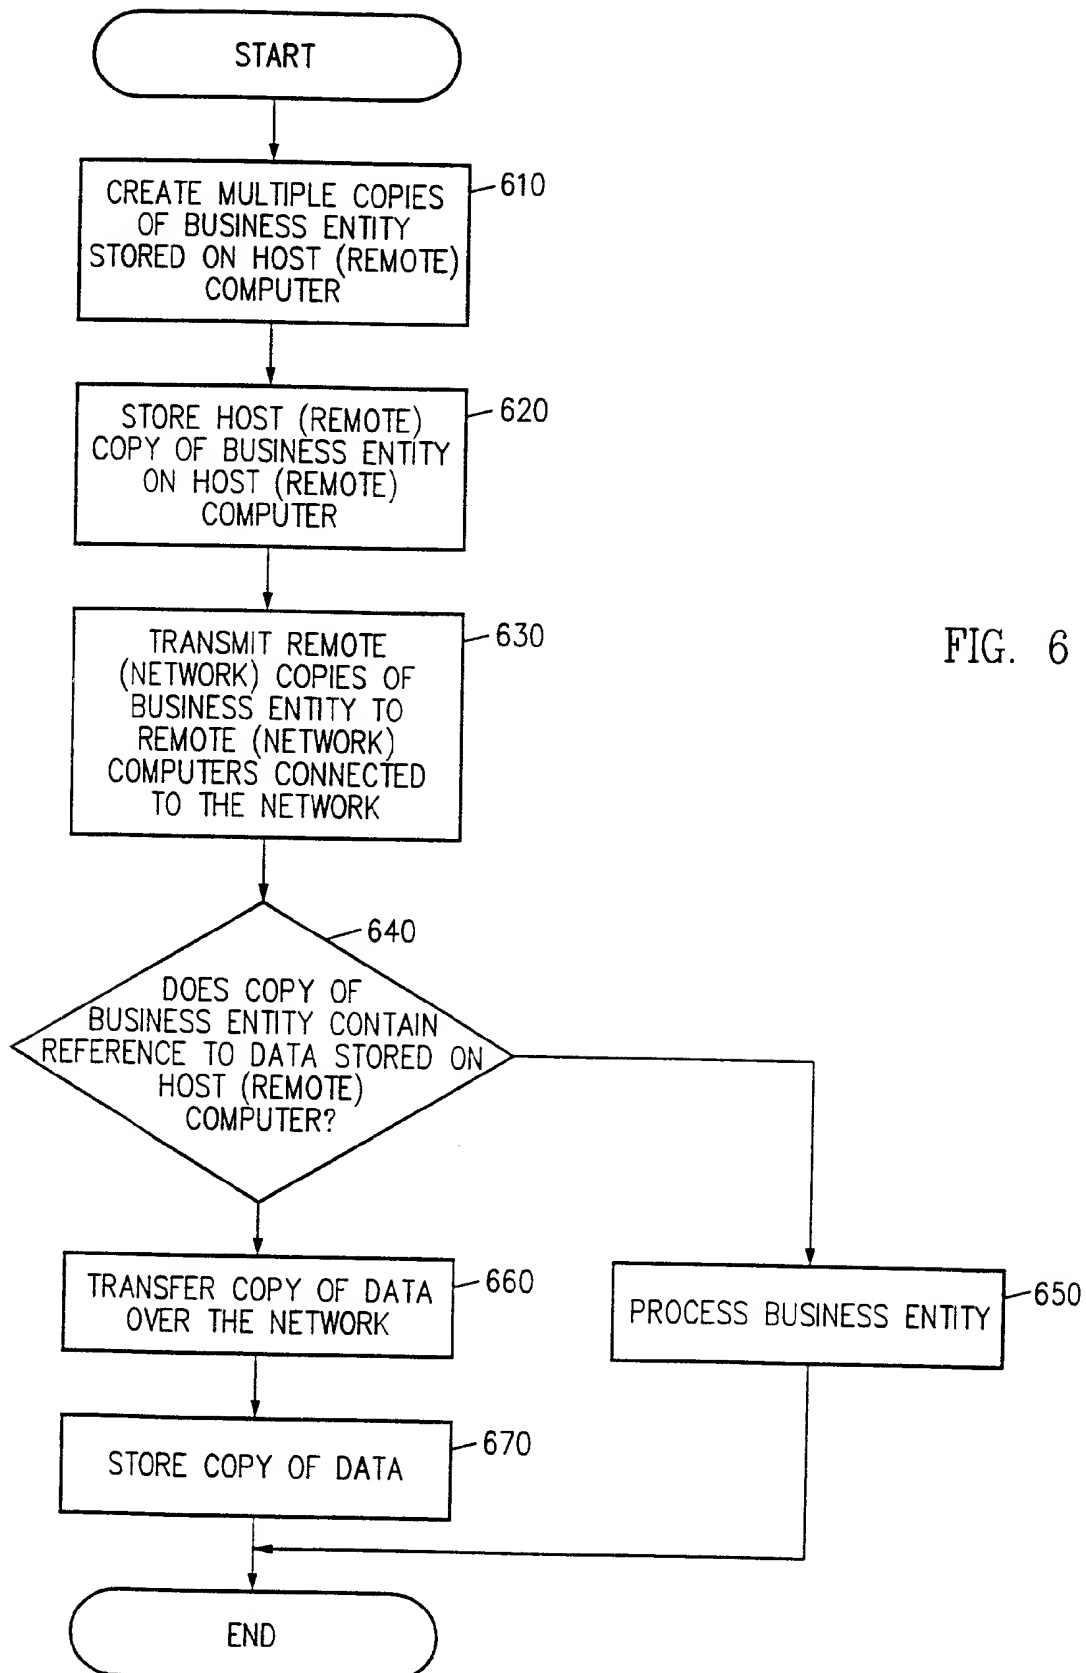 START
CREATE MULTIPLE COPIES
OF BUSINESS ENTITY
STORED ON HOST (REMOTE)
COMPUTER
610
STORE HOST (REMOTE)
COPY OF BUSINESS ENTITY
ON HOST (REMOTE)
COMPUTER
620
TRANSMIT REMOTE
(NETWORK) COPIES OF
BUSINESS ENTITY TO
REMOTE (NETWORK)
COMPUTERS CONNECTED
TO THE NETWORK
630
FIG. 6
640
DOES COPY OF
BUSINESS ENTITY CONTAIN
REFERENCE TO DATA STORED ON
HOST (REMOTE)
COMPUTER?
TRANSFER COPY OF DATA
OVER THE NETWORK
660
PROCESS BUSINESS ENTITY
650
STORE COPY OF DATA
670
END